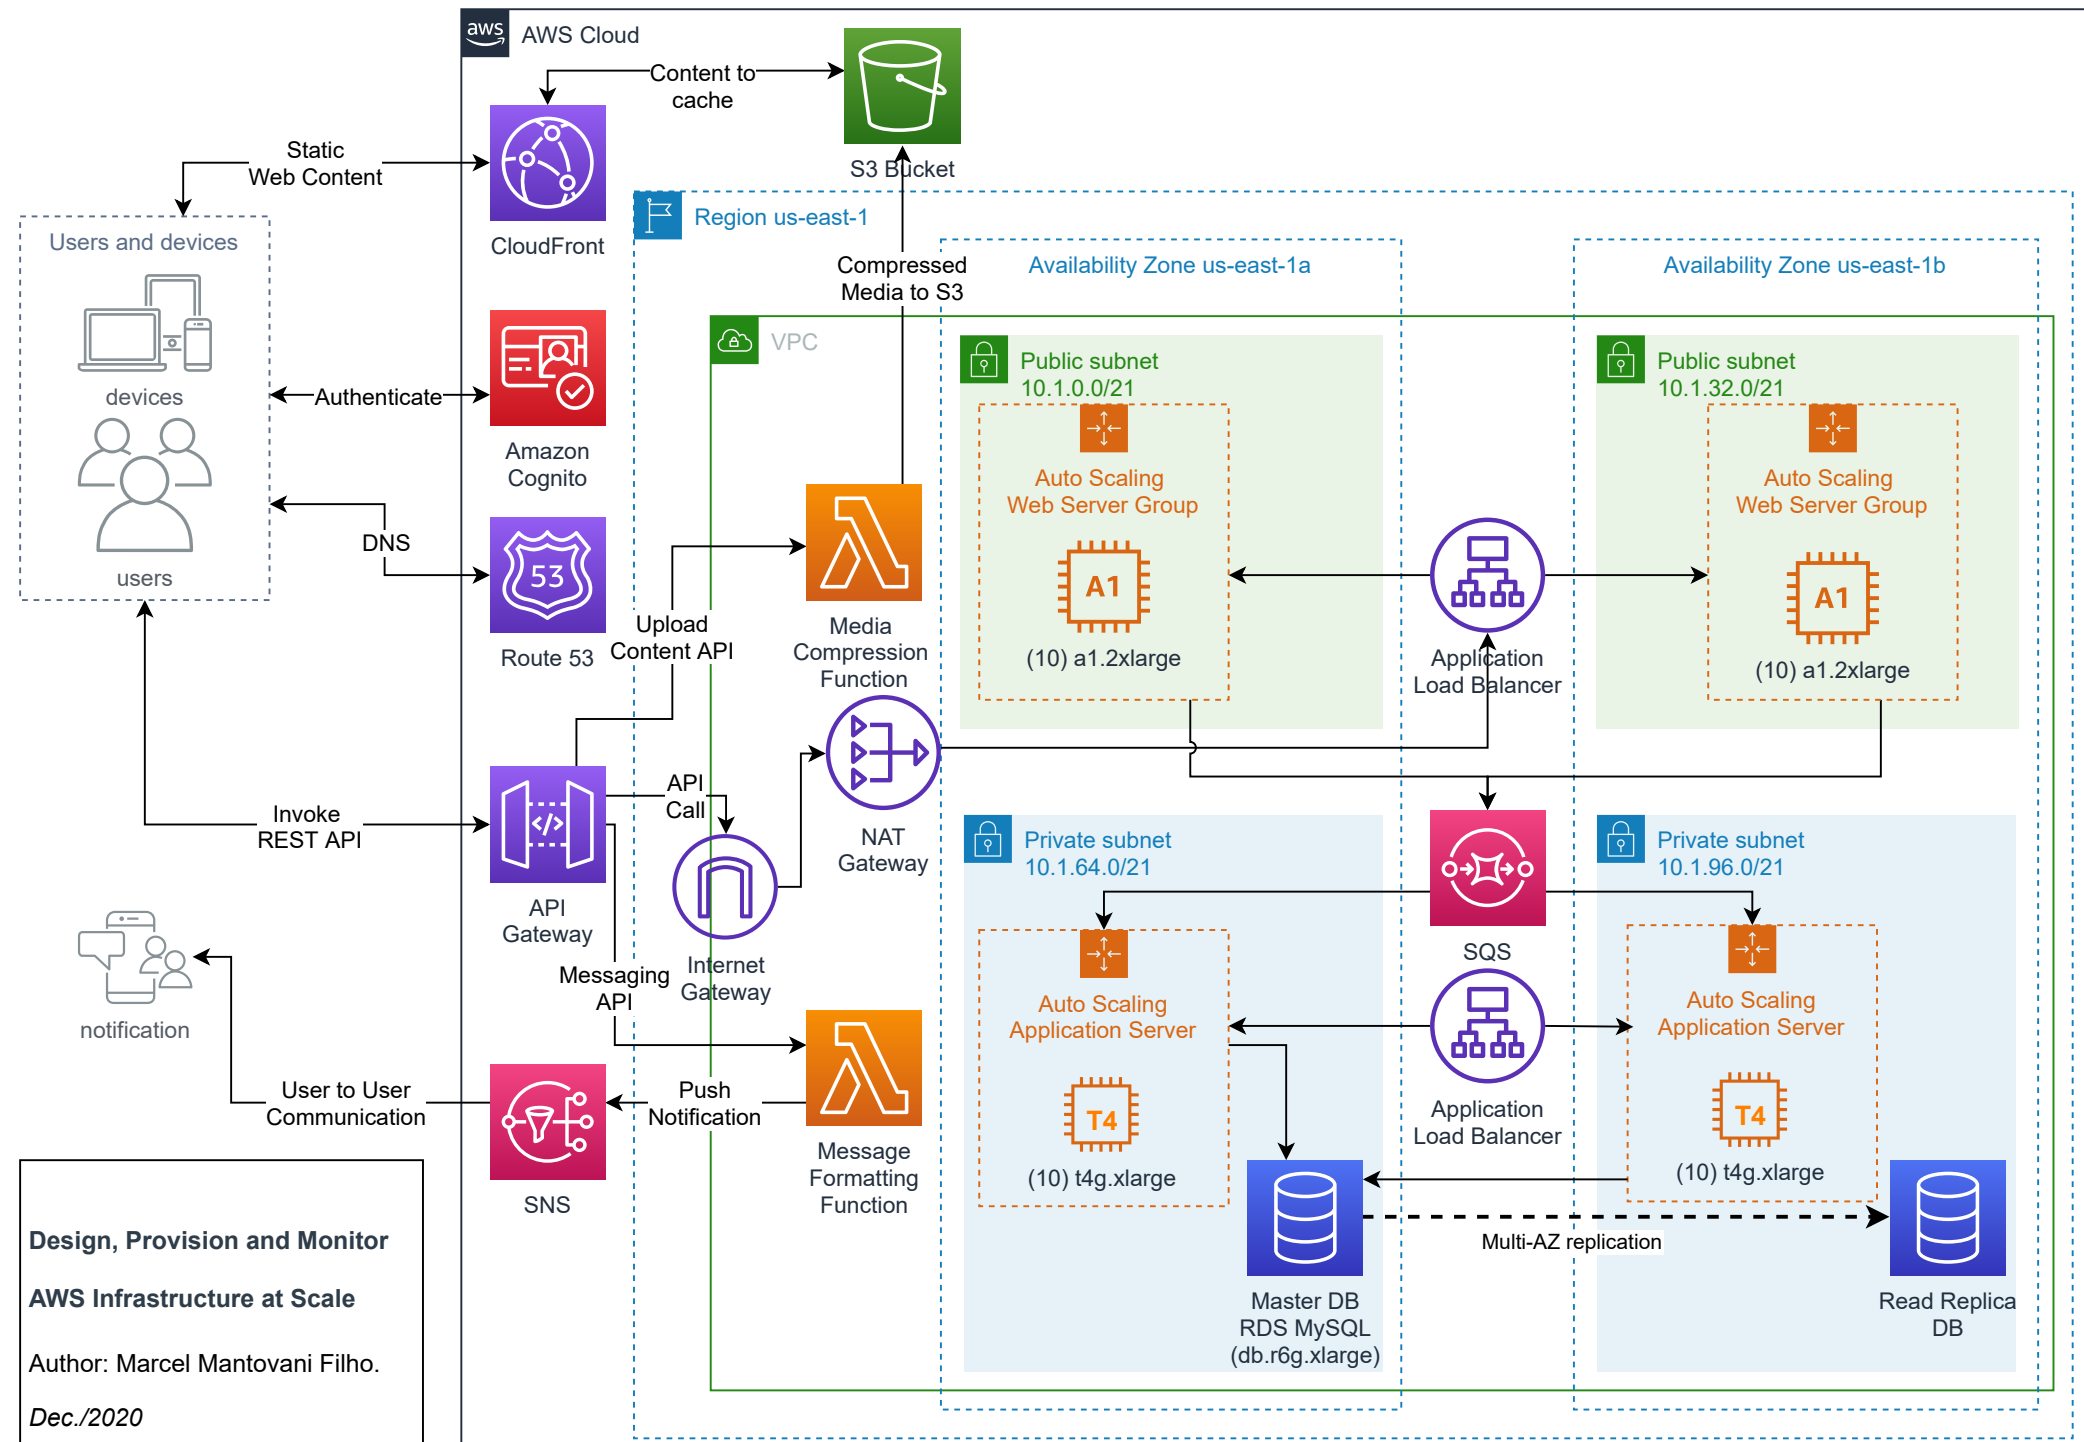 aws
AWS Cloud
Content to
cache
S3 Bucket
Static
Web Content
CloudFront
Region us-east-1
Users and devices
Compressed
Media to S3
Availability Zone us-east-1a
Availability Zone us-east-1b
VPC
devices
Authenticate
Amazon
Cognito
Public subnet
10.1.0.0/21
Public subnet
10.1.32.0/21
Auto Scaling
Web Server Group
A1
(10) a1.2xlarge
Auto Scaling
Web Server Group
A1
(10) a1.2xlarge
users
DNS
53
Route 53
Upload
Content API
Media
Compression
Function
Application
Load Balancer
Invoke
REST API
</>
API
Gateway
API
Call
NAT
Gateway
Internet
Gateway
Messaging
API
Private subnet
10.1.64.0/21
Private subnet
10.1.96.0/21
SQS
Auto Scaling
Application Server
T4
(10) t4g.xlarge
Application
Load Balancer
Auto Scaling
Application Server
T4
(10) t4g.xlarge
notification
User to User
Communication
SNS
Push
Notification
Message
Formatting
Function
Multi-AZ replication
Master DB
RDS MySQL
(db.r6g.xlarge)
Read Replica
DB
Design, Provision and Monitor
AWS Infrastructure at Scale
Author: Marcel Mantovani Filho.
Dec./2020